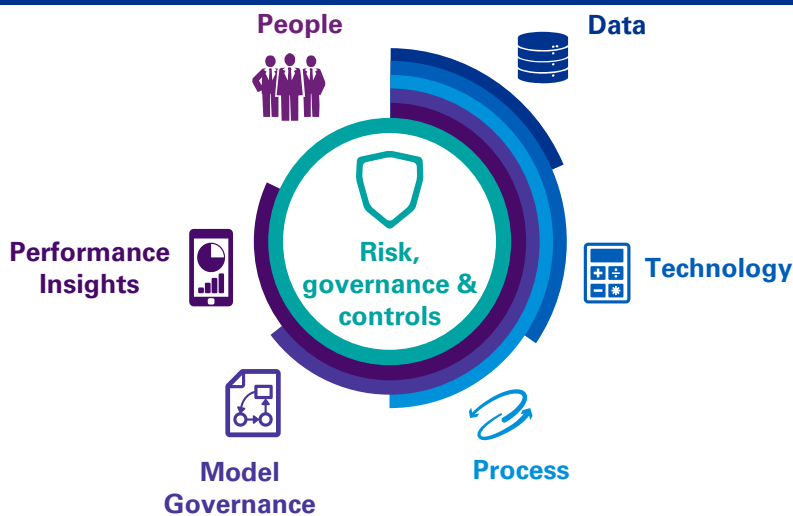 People
Data
Risk,
governance &
controls
Performance
Insights
Technology
Model
Governance
Process